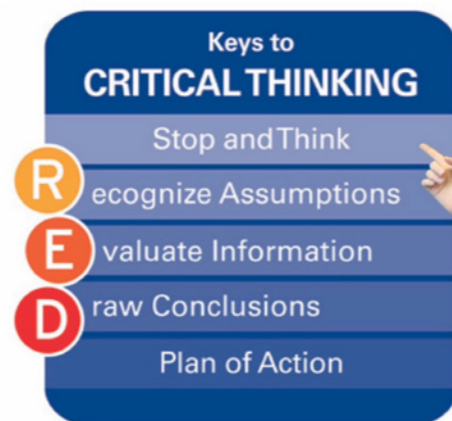 Keys to
CRITICAL THINKING
Stop and Think
Recognize Assumptions
Evaluate Information
Draw Conclusions
Plan of Action